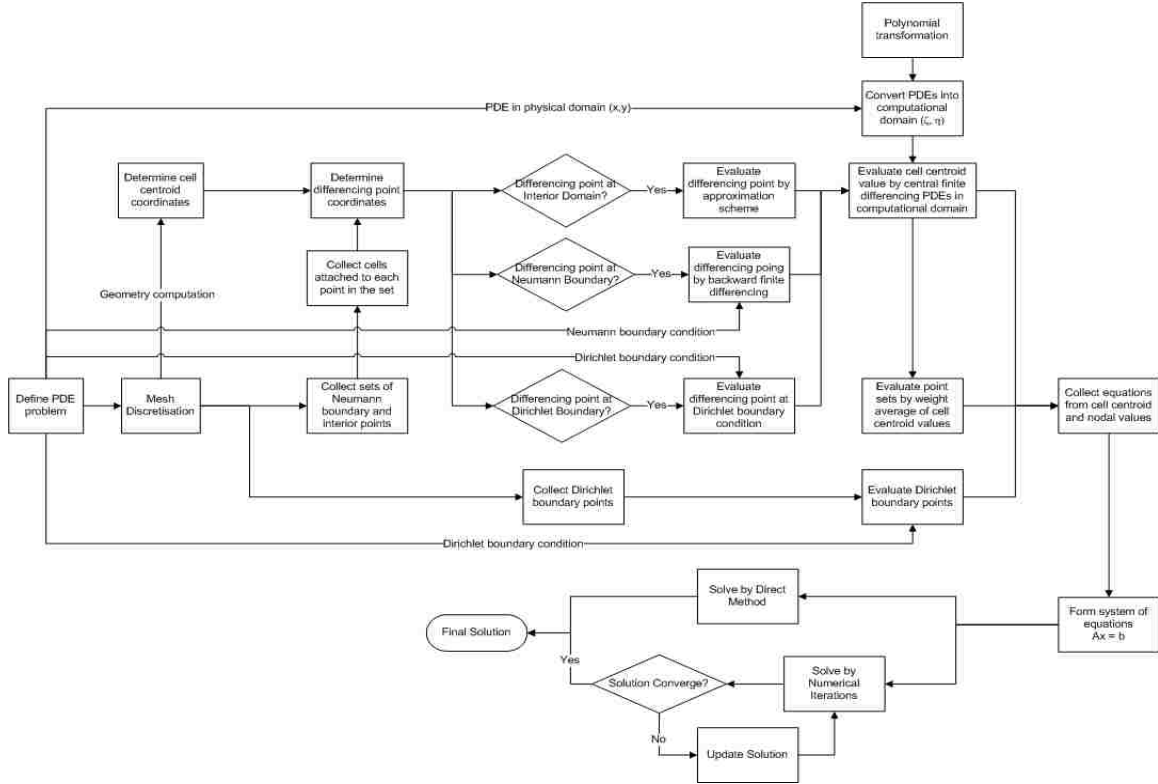 Polynomial
transformation
PDE in physical domain (x,y)
Convert PDEs into
computational
domain (ζ, η)
Determine cell
centroid
coordinates
Determine
differencing point
coordinates
Differencing point at
Interior Domain?
Yes
Evaluate
differencing point by
approximation
scheme
Evaluate cell centroid
value by central finite
differencing PDEs in
computational domain
Collect cells
attached to each
point in the set
Differencing point at
Neumann Boundary?
Yes
Evaluate
differencing poing
by backward finite
differencing
Geometry computation
Neumann boundary condition
Dirichlet boundary condition
Define PDE
problem
Mesh
Discretisation
Collect sets of
Neumann
boundary and
interior points
Differencing point at
Dirichlet Boundary?
Yes
Evaluate
differencing point at
Dirichlet boundary
condition
Evaluate point
sets by weight
average of cell
centroid values
Collect equations
from cell centroid
and nodal values
Collect Dirichlet
boundary points
Evaluate Dirichlet
boundary points
Dirichlet boundary condition
Solve by Direct
Method
Form system of
equations
Ax = b
Final Solution
Yes
Solution Converge?
Solve by
Numerical
Iterations
No
Update Solution